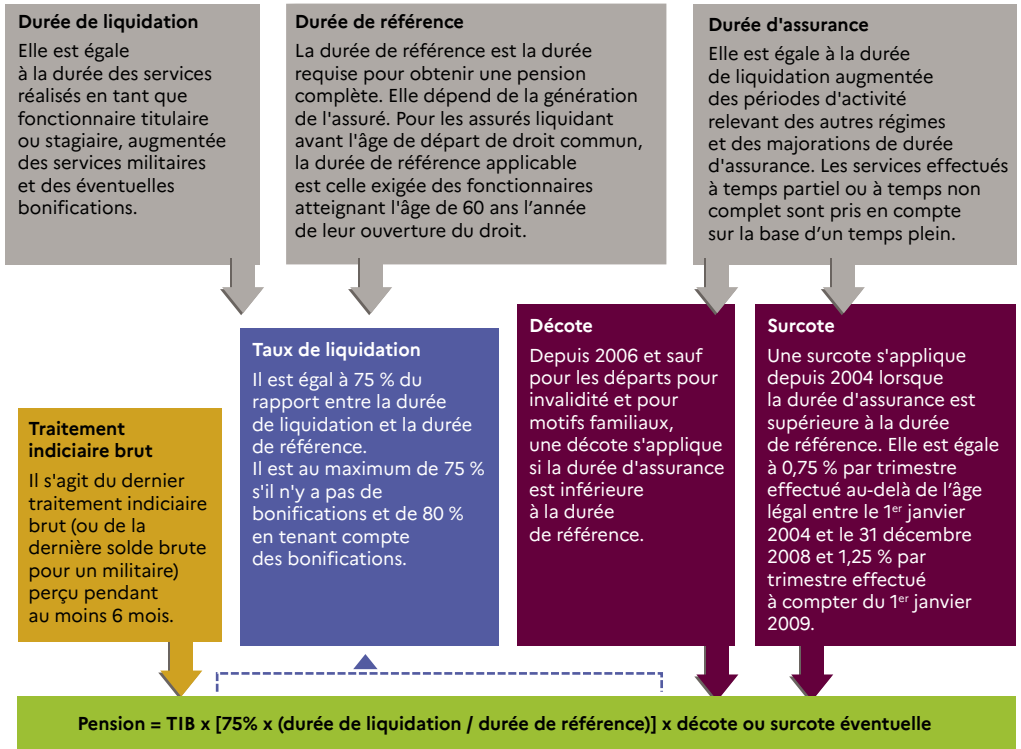 Durée de liquidation
Elle est égale
à la durée des services
réalisés en tant que
fonctionnaire titulaire
ou stagiaire, augmentée
des services militaires
et des éventuelles
bonifications.
Durée de référence
La durée de référence est la durée
requise pour obtenir une pension
complète. Elle dépend de la génération
de l'assuré. Pour les assurés liquidant
avant l'âge de départ de droit commun,
la durée de référence applicable
est celle exigée des fonctionnaires
atteignant l'âge de 60 ans l’année
de leur ouverture du droit.
Durée d'assurance
Elle est égale à la durée
de liquidation augmentée
des périodes d'activité
relevant des autres régimes
et des majorations de durée
d'assurance. Les services effectués
à temps partiel ou à temps non
complet sont pris en compte
sur la base d’un temps plein.
Traitement
indiciaire brut
Il s'agit du dernier
traitement indiciaire
brut (ou de la
dernière solde brute
pour un militaire)
perçu pendant
au moins 6 mois.
Taux de liquidation
Il est égal à 75 % du
rapport entre la durée
de liquidation et la durée
de référence.
Il est au maximum de 75 %
s'il n'y a pas de
bonifications et de 80 %
en tenant compte
des bonifications.
Décote
Depuis 2006 et sauf
pour les départs pour
invalidité et pour
motifs familiaux,
une décote s'applique
si la durée d'assurance
est inférieure
à la durée
de référence.
Surcote
Une surcote s'applique
depuis 2004 lorsque
la durée d'assurance est
supérieure à la durée
de référence. Elle est égale
à 0,75 % par trimestre
effectué au-delà de l’âge
légal entre le 1er janvier
2004 et le 31 décembre
2008 et 1,25 % par
trimestre effectué
à compter du 1er janvier
2009.
Pension = TIB x [75% x (durée de liquidation / durée de référence)] x décote ou surcote éventuelle